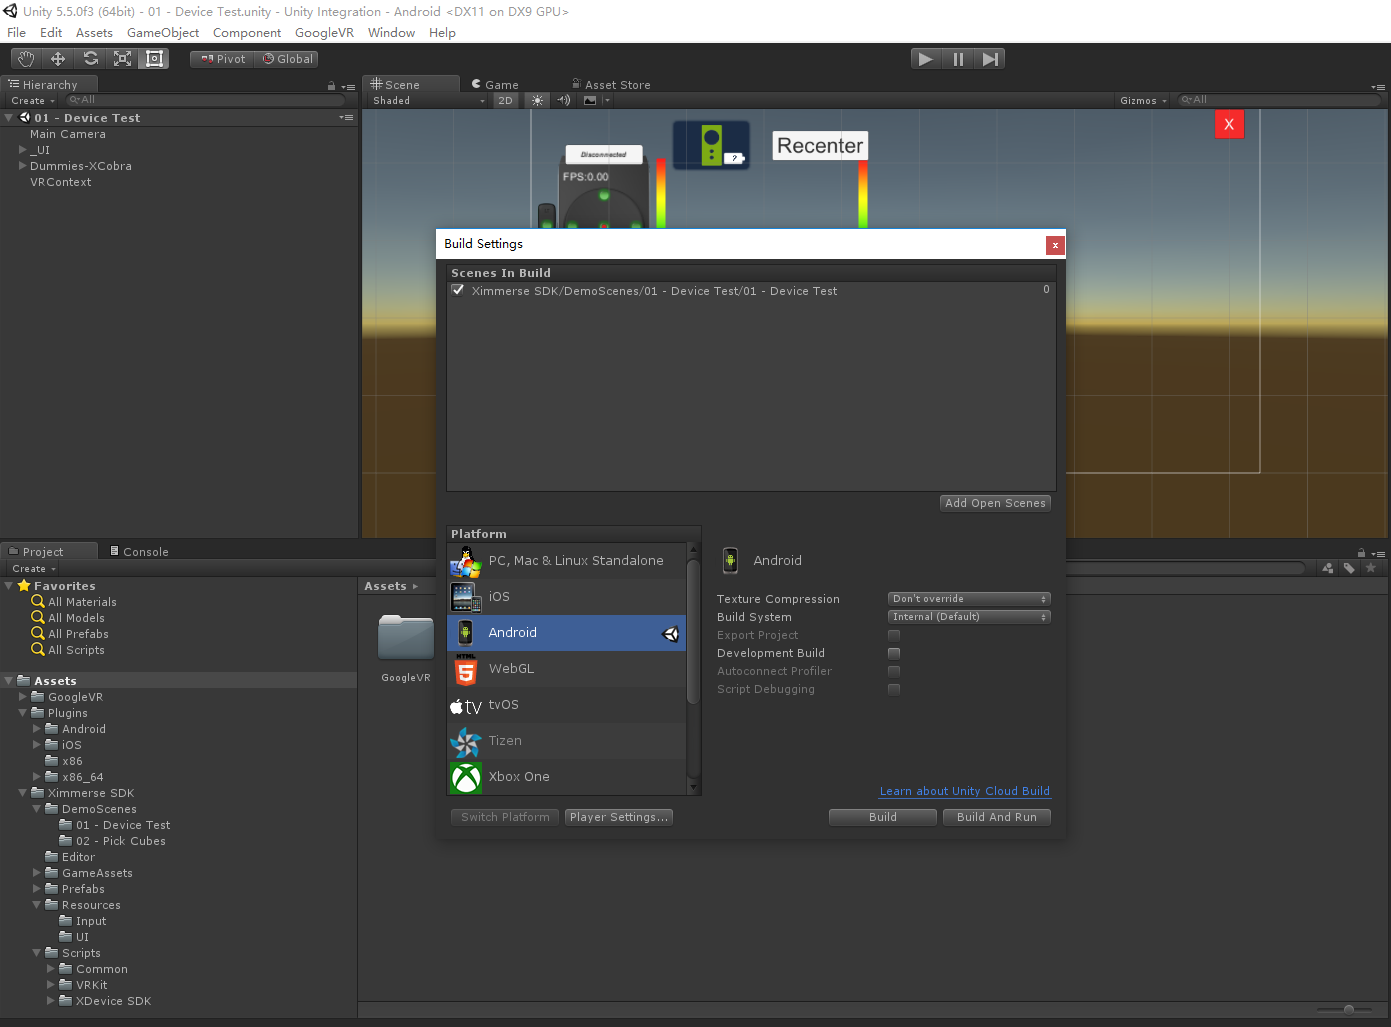 Unity 5.5.0f3 (64bit) - 01 - Device Test.unity - Unity Integration - Android <DX11 on DX9 GPU>
File Edit Assets GameObject Component GoogleVR Window Help
Pivot Global
Hierarchy
Create All
01 - Device Test
Main Camera
_UI
Dummies-XCobra
VRContext
Scene Game Asset Store
Shaded 2D Gizmos All
X
Disconnected
FPS:0.00
?
Recenter
Build Settings
x
Scenes In Build
Ximmerse SDK/DemoScenes/01 - Device Test/01 - Device Test 0
Add Open Scenes
Platform
PC, Mac & Linux Standalone
iOS
Android
HTML
5
WebGL
tv
tvOS
Tizen
Xbox One
Android
Texture Compression Don't override
Build System Internal (Default)
Export Project
Development Build
Autoconnect Profiler
Script Debugging
Learn about Unity Cloud Build
Switch Platform Player Settings... Build Build And Run
Project Console
Create
Favorites
All Materials
All Models
All Prefabs
All Scripts
Assets
GoogleVR
Plugins
Android
iOS
x86
x86_64
Ximmerse SDK
DemoScenes
01 - Device Test
02 - Pick Cubes
Editor
GameAssets
Prefabs
Resources
Input
UI
Scripts
Common
VRKit
XDevice SDK
Assets
GoogleVR